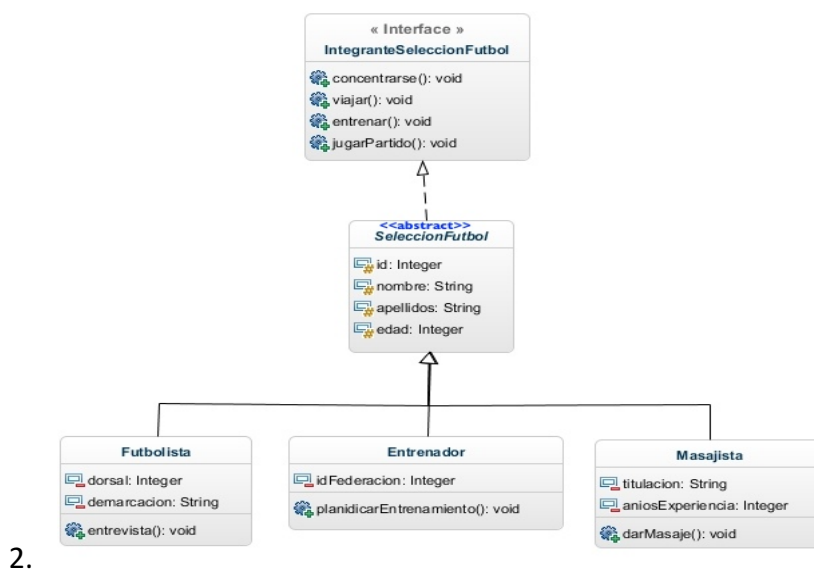 « Interface »
IntegranteSeleccionFutbol
concentrarse(): void
viajar(): void
entrenar(): void
jugarPartido(): void
<<abstract>>
SeleccionFutbol
id: Integer
nombre: String
apellidos: String
edad: Integer
Futbolista
dorsal: Integer
demarcacion: String
entrevista(): void
Entrenador
idFederacion: Integer
planidicarEntrenamiento(): void
Masajista
titulacion: String
aniosExperiencia: Integer
darMasaje(): void
2.